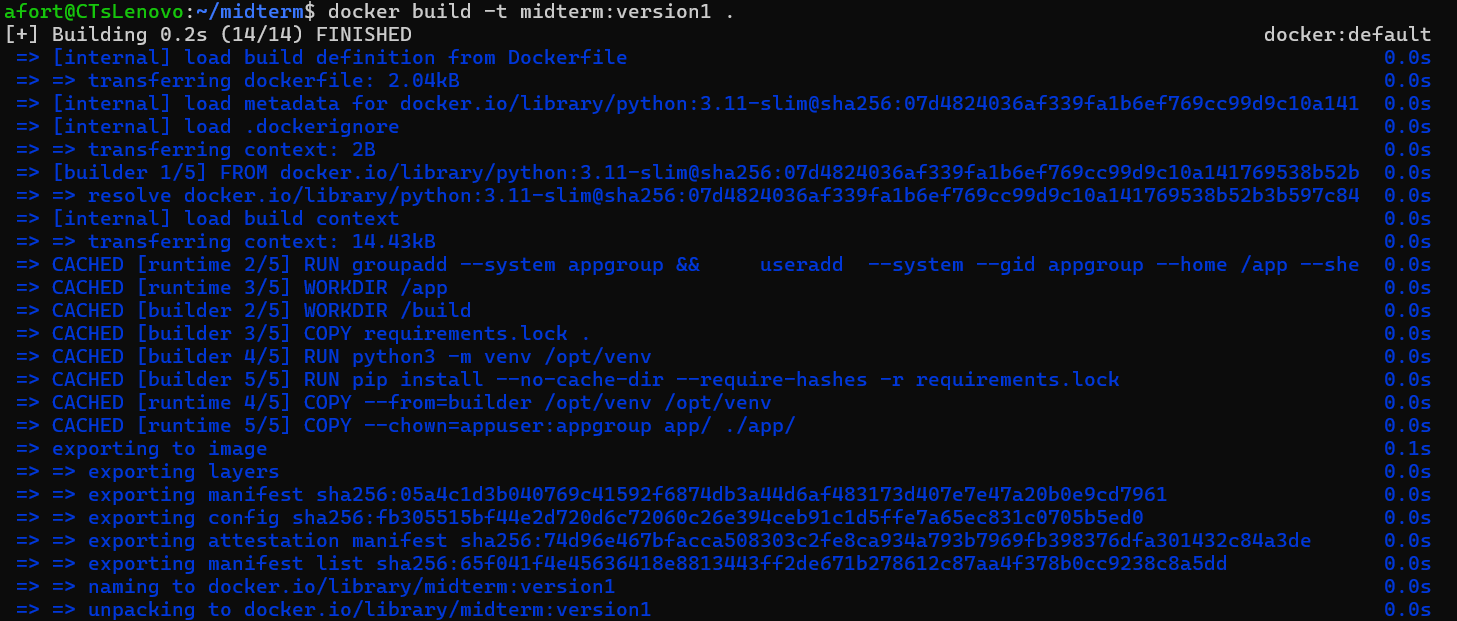 afort@CTsLenovo:~/midterm$ docker build -t midterm:version1 .
[+] Building 0.2s (14/14) FINISHED docker:default
=> [internal] load build definition from Dockerfile 0.0s
=> => transferring dockerfile: 2.04kB 0.0s
=> [internal] load metadata for docker.io/library/python:3.11-slim@sha256:07d4824036af339fa1b6ef769cc99d9c10a141 0.0s
=> [internal] load .dockerignore 0.0s
=> => transferring context: 2B 0.0s
=> [builder 1/5] FROM docker.io/library/python:3.11-slim@sha256:07d4824036af339fa1b6ef769cc99d9c10a141769538b52b 0.0s
=> => resolve docker.io/library/python:3.11-slim@sha256:07d4824036af339fa1b6ef769cc99d9c10a141769538b52b3b597c84 0.0s
=> [internal] load build context 0.0s
=> => transferring context: 14.43kB 0.0s
=> CACHED [runtime 2/5] RUN groupadd --system appgroup &&     useradd  --system --gid appgroup --home /app --she 0.0s
=> CACHED [runtime 3/5] WORKDIR /app 0.0s
=> CACHED [builder 2/5] WORKDIR /build 0.0s
=> CACHED [builder 3/5] COPY requirements.lock . 0.0s
=> CACHED [builder 4/5] RUN python3 -m venv /opt/venv 0.0s
=> CACHED [builder 5/5] RUN pip install --no-cache-dir --require-hashes -r requirements.lock 0.0s
=> CACHED [runtime 4/5] COPY --from=builder /opt/venv /opt/venv 0.0s
=> CACHED [runtime 5/5] COPY --chown=appuser:appgroup app/ ./app/ 0.0s
=> exporting to image 0.1s
=> => exporting layers 0.0s
=> => exporting manifest sha256:05a4c1d3b040769c41592f6874db3a44d6af483173d407e7e47a20b0e9cd7961 0.0s
=> => exporting config sha256:fb305515bf44e2d720d6c72060c26e394ceb91c1d5ffe7a65ec831c0705b5ed0 0.0s
=> => exporting attestation manifest sha256:74d96e467bfacca508303c2fe8ca934a793b7969fb398376dfa301432c84a3de 0.0s
=> => exporting manifest list sha256:65f041f4e45636418e8813443ff2de671b278612c87aa4f378b0cc9238c8a5dd 0.0s
=> => naming to docker.io/library/midterm:version1 0.0s
=> => unpacking to docker.io/library/midterm:version1 0.0s